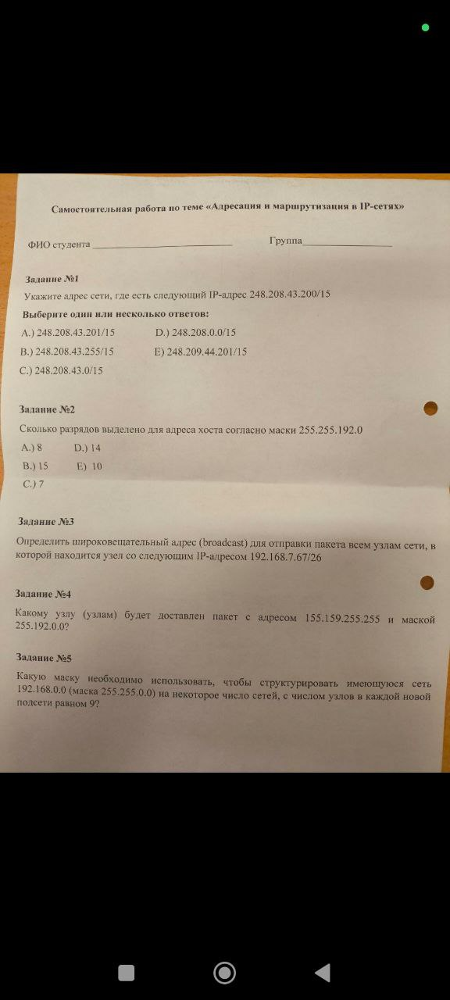 Самостоятельная работа по теме «Адресация и маршрутизация в IP-сетях»
ФИО студента ____________________ Группа____________________
Задание №1
Укажите адрес сети, где есть следующий IP-адрес 248.208.43.200/15
Выберите один или несколько ответов:
A.) 248.208.43.201/15 D.) 248.208.0.0/15
B.) 248.208.43.255/15 E) 248.209.44.201/15
C.) 248.208.43.0/15
Задание №2
Сколько разрядов выделено для адреса хоста согласно маски 255.255.192.0
A.) 8 D.) 14
B.) 15 E) 10
C.) 7
Задание №3
Определить широковещательный адрес (broadcast) для отправки пакета всем узлам сети, в
которой находится узел со следующим IP-адресом 192.168.7.67/26
Задание №4
Какому узлу (узлам) будет доставлен пакет с адресом 155.159.255.255 и маской
255.192.0.0?
Задание №5
Какую маску необходимо использовать, чтобы структурировать имеющуюся сеть
192.168.0.0 (маска 255.255.0.0) на некоторое число сетей, с числом узлов в каждой новой
подсети равном 9?